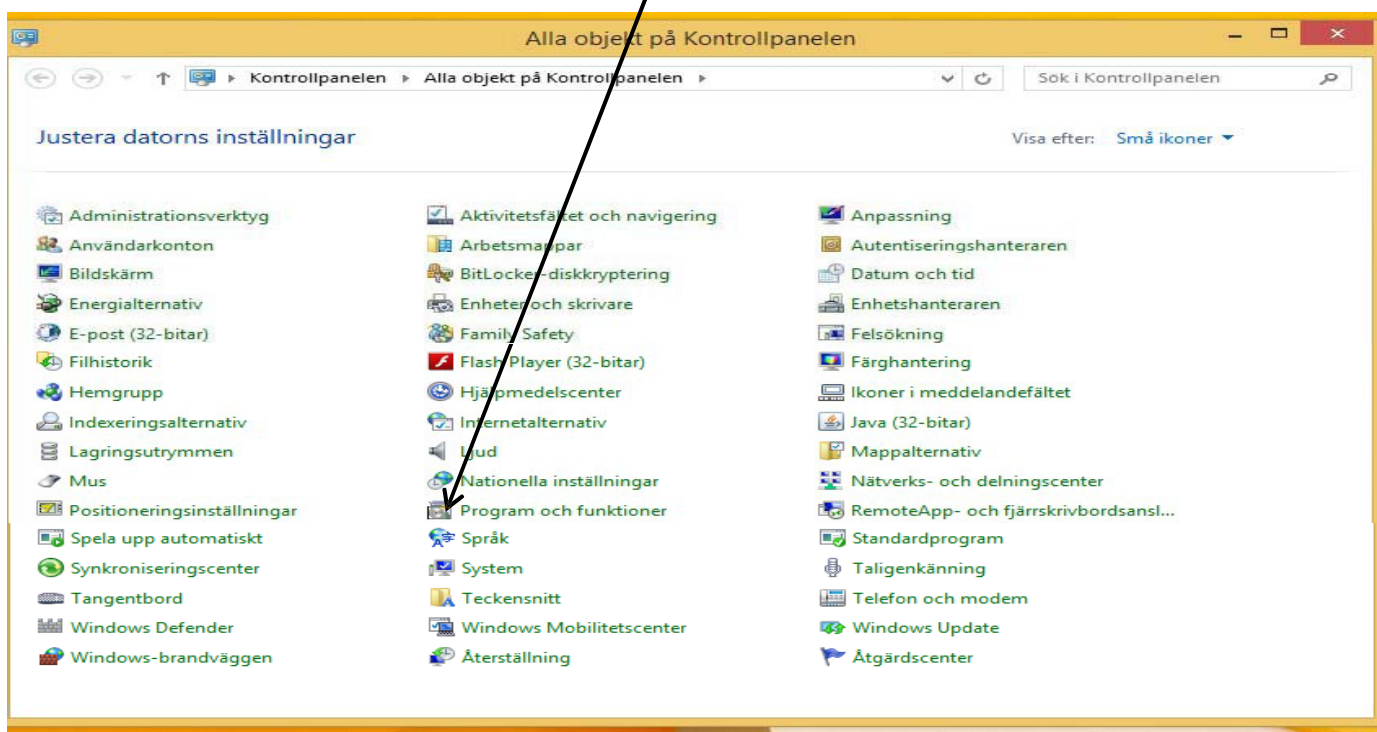 Alla objekt på Kontrollpanelen
Kontrollpanelen Alla objekt på Kontrollpanelen Sök i Kontrollpanelen
Justera datorns inställningar Visa efter: Små ikoner
Administrationsverktyg Aktivitetsfältet och navigering Anpassning
Användarkonton Arbetsmappar Autentiseringshanteraren
Bildskärm BitLocker-diskkryptering Datum och tid
Energialternativ Enheter och skrivare Enhetshanteraren
E-post (32-bitar) Family Safety Felsökning
Filhistorik Flash Player (32-bitar) Färghantering
Hemgrupp Hjälpmedelscenter Ikoner i meddelandefältet
Indexeringsalternativ Internetalternativ Java (32-bitar)
Lagringsutrymmen Ljud Mappalternativ
Mus Nationella inställningar Nätverks- och delningscenter
Positioneringsinställningar Program och funktioner RemoteApp- och fjärrskrivbordsansl...
Spela upp automatiskt Språk Standardprogram
Synkroniseringscenter System Taligenkänning
Tangentbord Teckensnitt Telefon och modem
Windows Defender Windows Mobilitetscenter Windows Update
Windows-brandväggen Återställning Åtgärdscenter